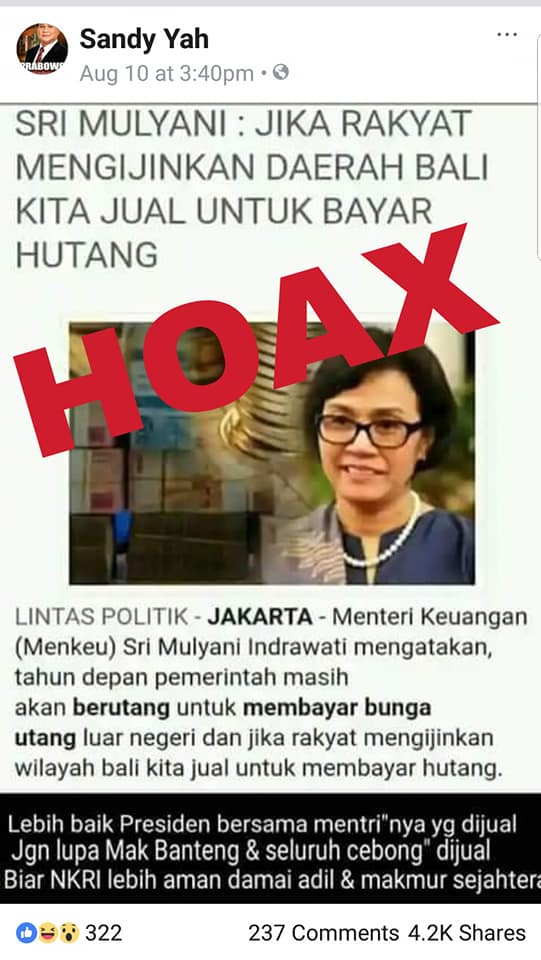 Sandy Yah
Aug 10 at 3:40pm
PRABOWO
SRI MULYANI : JIKA RAKYAT
MENGIJINKAN DAERAH BALI
KITA JUAL UNTUK BAYAR
HUTANG
HOAX
LINTAS POLITIK - JAKARTA - Menteri Keuangan
(Menkeu) Sri Mulyani Indrawati mengatakan,
tahun depan pemerintah masih
akan berutang untuk membayar bunga
utang luar negeri dan jika rakyat mengijinkan
wilayah bali kita jual untuk membayar hutang.
Lebih baik Presiden bersama mentri"nya yg dijual
Jgn lupa Mak Banteng & seluruh cebong" dijual
Biar NKRI lebih aman damai adil & makmur sejahtera
322
237 Comments 4.2K Shares